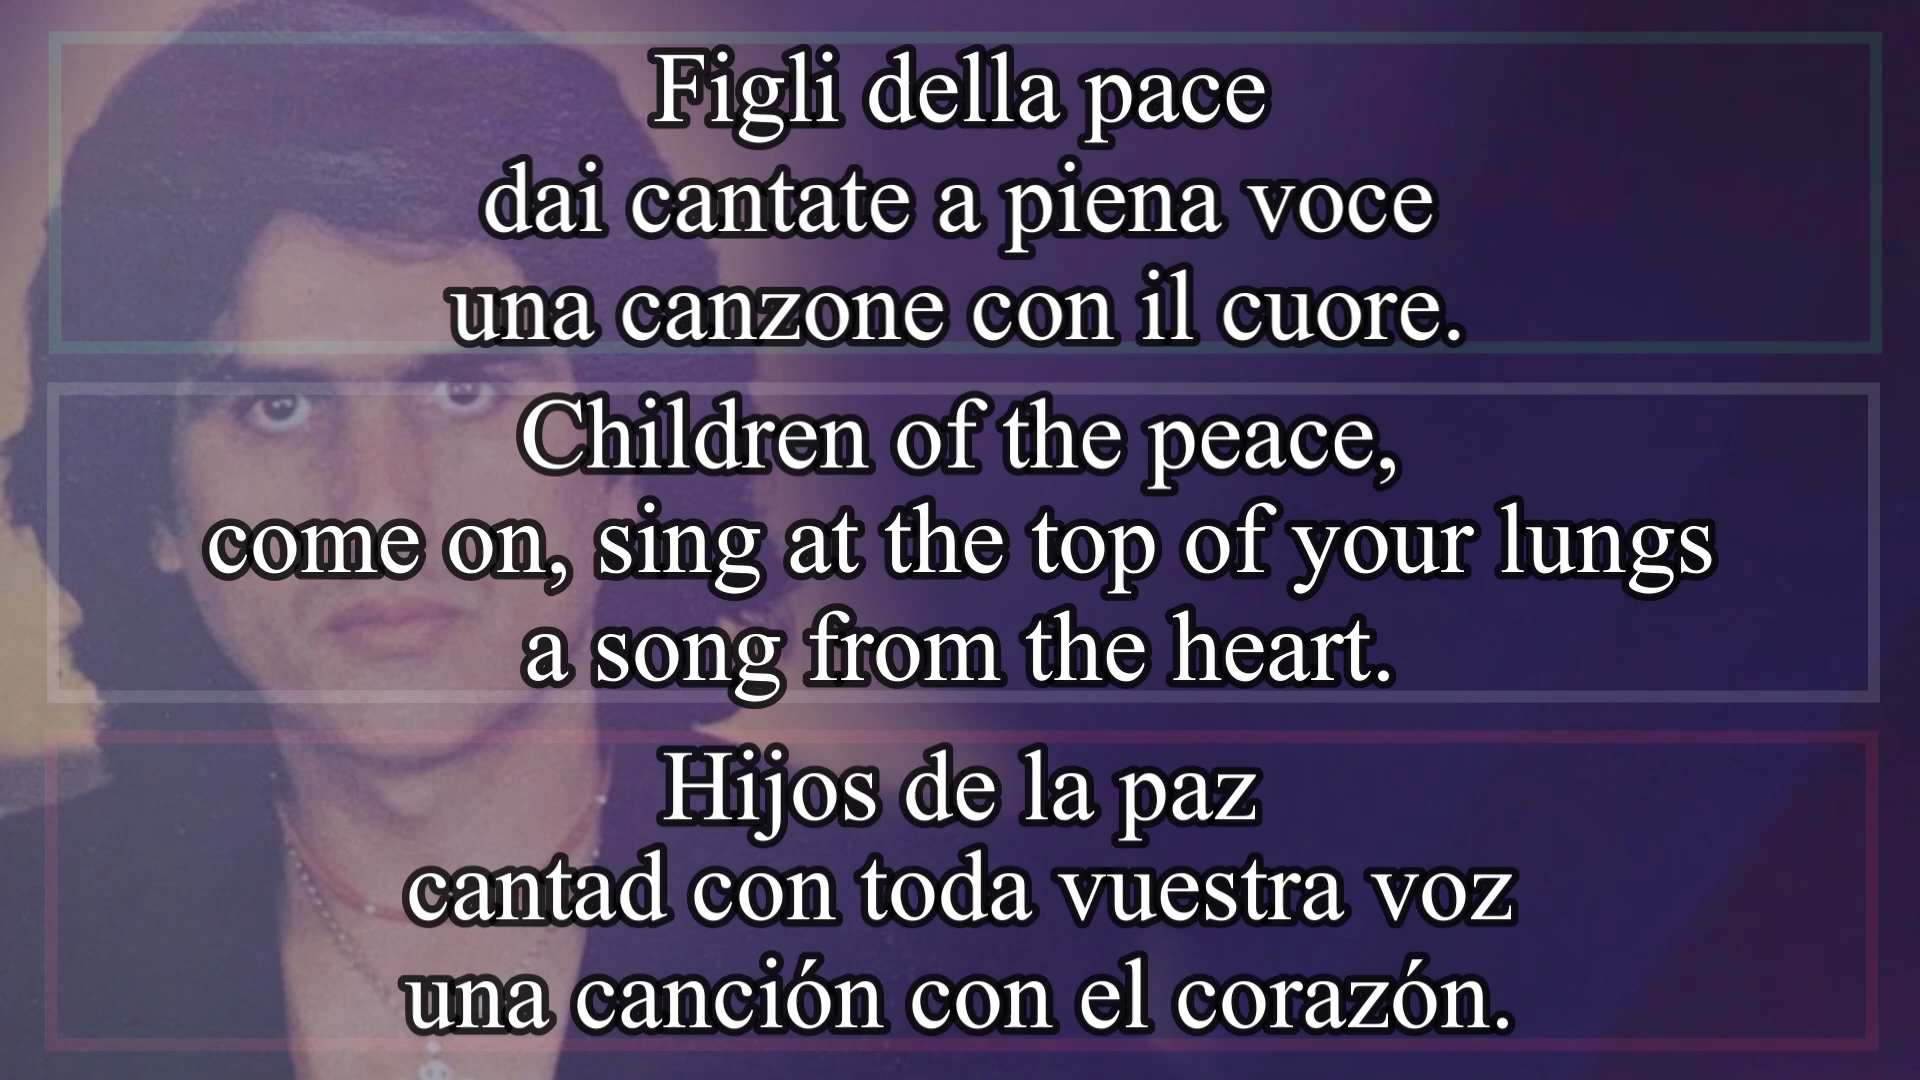 Figli della pace
dai cantate a piena voce
una canzone con il cuore.
Children of the peace,
come on, sing at the top of your lungs
a song from the heart.
Hijos de la paz
cantad con toda vuestra voz
una canción con el corazón.